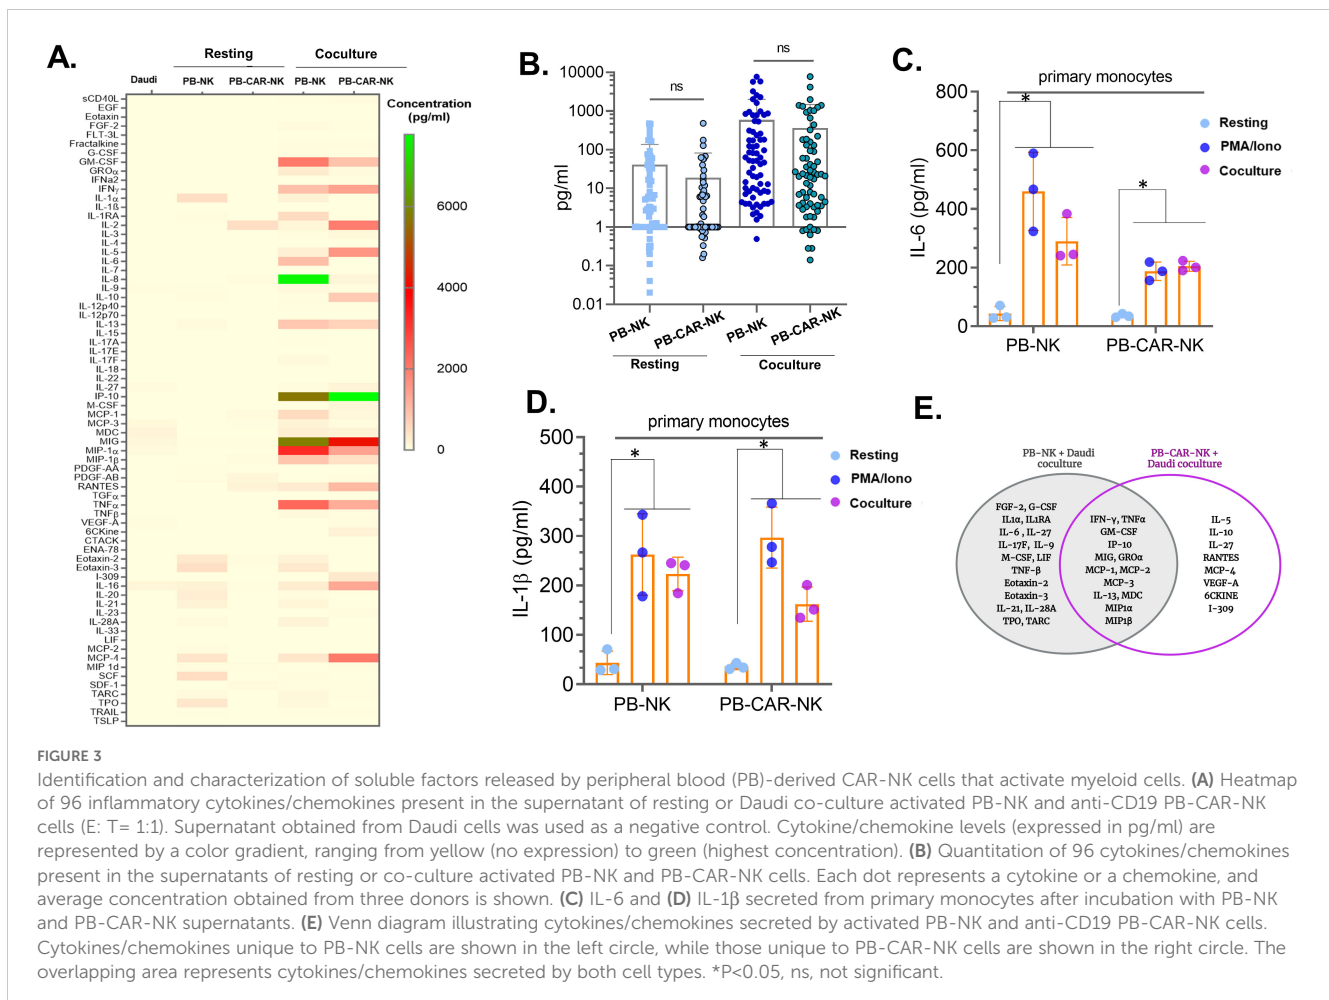 A.
Resting
Coculture
Daudi
PB-NK
PB-CAR-NK
PB-NK
PB-CAR-NK
sCD40L
EGF
Eotaxin
FGF-2
FLT-3L
Fractalkine
G-CSF
GM-CSF
GROα
IFNa2
IFNγ
IL-1α
IL-1ß
IL-1RA
IL-2
IL-3
IL-4
IL-5
IL-6
IL-7
IL-8
IL-9
IL-10
IL-12p40
IL-12p70
IL-13
IL-15
IL-17A
IL-17E
IL-17F
IL-18
IL-22
IL-27
IP-10
M-CSF
MCP-1
MCP-3
MDC
MIG
MIP-1α
MIP-1β
PDGF-AA
PDGF-AB
RANTES
TGFα
TNFα
TNFβ
VEGF-A
6CKine
CTACK
ENA-78
Eotaxin-2
Eotaxin-3
I-309
IL-16
IL-20
IL-21
IL-23
IL-28A
IL-33
LIF
MCP-2
MCP-4
MIP 1d
SCF
SDF-1
TARC
TPO
TRAIL
TSLP
Concentration
(pg/ml)
6000
4000
2000
0
B.
ns
ns
pg/ml
10000
1000
100
10
1
0.1
0.01
PB-NK
PB-CAR-NK
PB-NK
PB-CAR-NK
Resting
Coculture
C.
primary monocytes
IL-6 (pg/ml)
800
600
400
200
0
*
*
Resting
PMA/Iono
Coculture
PB-NK
PB-CAR-NK
D.
primary monocytes
IL-1β (pg/ml)
500
400
300
200
100
0
*
*
Resting
PMA/Iono
Coculture
PB-NK
PB-CAR-NK
E.
PB-NK + Daudi
coculture
PB-CAR-NK +
Daudi coculture
FGF-2, G-CSF
IL1α, IL1RA
IL-6 , IL-27
IL-17F, IL-9
M-CSF, LIF
TNF-β
Eotaxin-2
Eotaxin-3
IL-21, IL-28A
TPO, TARC
IFN-γ, TNFα
GM-CSF
IP-10
MIG, GROα
MCP-1, MCP-2
MCP-3
IL-13, MDC
MIP1α
MIP1β
IL-5
IL-10
IL-27
RANTES
MCP-4
VEGF-A
6CKINE
I-309
FIGURE 3
Identification and characterization of soluble factors released by peripheral blood (PB)-derived CAR-NK cells that activate myeloid cells. (A) Heatmap
of 96 inflammatory cytokines/chemokines present in the supernatant of resting or Daudi co-culture activated PB-NK and anti-CD19 PB-CAR-NK
cells (E: T= 1:1). Supernatant obtained from Daudi cells was used as a negative control. Cytokine/chemokine levels (expressed in pg/ml) are
represented by a color gradient, ranging from yellow (no expression) to green (highest concentration). (B) Quantitation of 96 cytokines/chemokines
present in the supernatants of resting or co-culture activated PB-NK and PB-CAR-NK cells. Each dot represents a cytokine or a chemokine, and
average concentration obtained from three donors is shown. (C) IL-6 and (D) IL-1β secreted from primary monocytes after incubation with PB-NK
and PB-CAR-NK supernatants. (E) Venn diagram illustrating cytokines/chemokines secreted by activated PB-NK and anti-CD19 PB-CAR-NK cells.
Cytokines/chemokines unique to PB-NK cells are shown in the left circle, while those unique to PB-CAR-NK cells are shown in the right circle. The
overlapping area represents cytokines/chemokines secreted by both cell types. *P<0.05, ns, not significant.